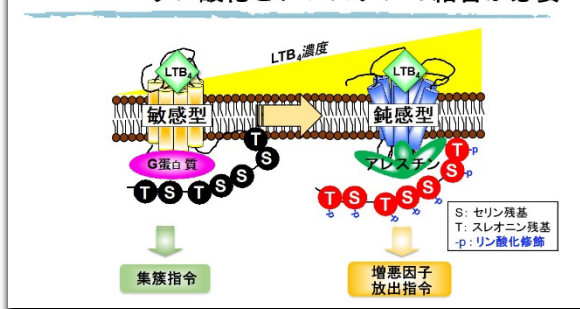 LTB4濃度
LTB4
LTB4
敏感型
鈍感型
G蛋白質
アレスチン
T S T S S S T
T S T S S S T
-p -p -p -p -p -p -p
S: セリン残基
T: スレオニン残基
-p : リン酸化修飾
集簇指令
増悪因子
放出指令